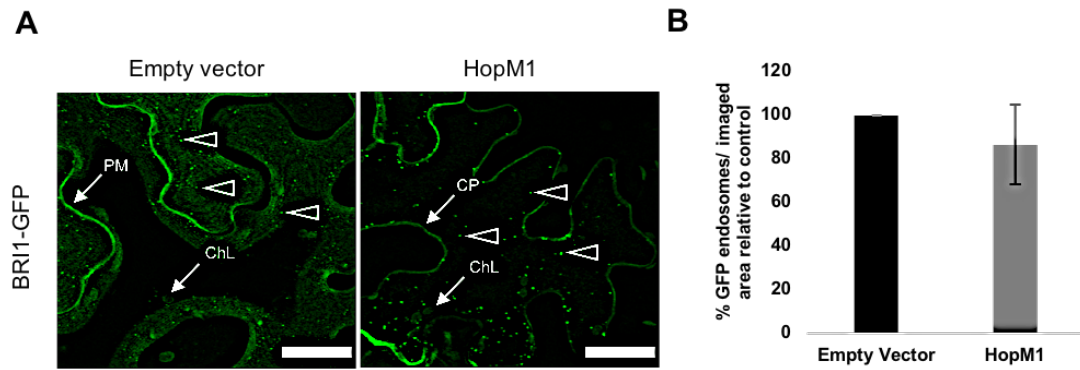 A
Empty vector
HopM1
BRI1-GFP
PM
ChL
CP
ChL
B
% GFP endosomes/ imaged
area relative to control
120
100
80
60
40
20
0
Empty Vector
HopM1